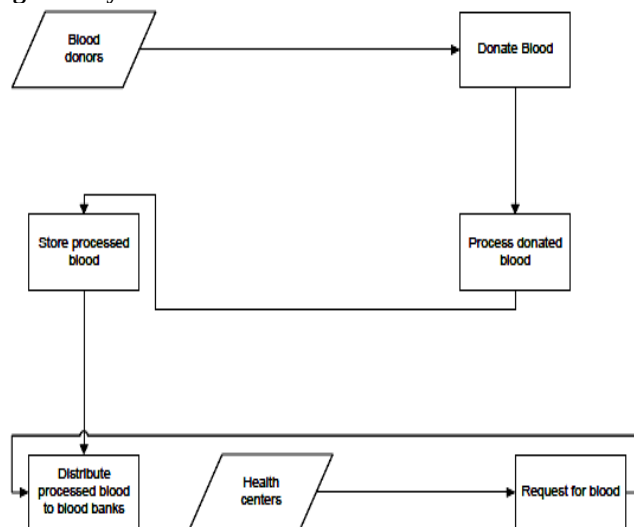 Blood
donors
Donate Blood
Store processed
blood
Process donated
blood
Distribute
processed blood
to blood banks
Health
centers
Request for blood